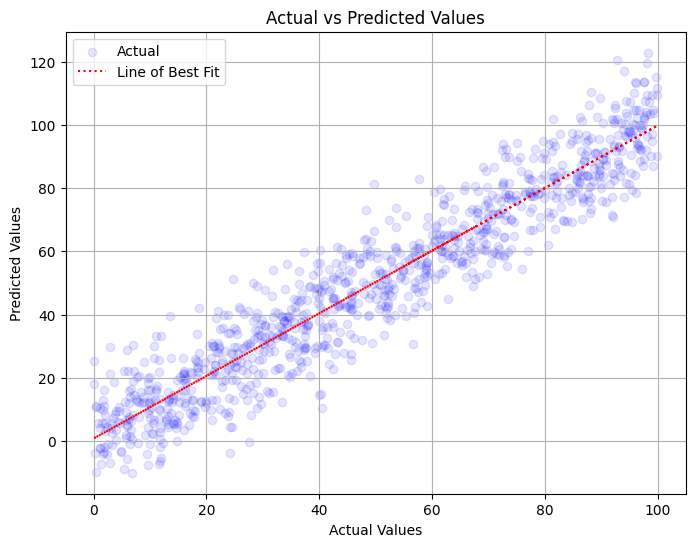 Actual vs Predicted Values
Actual
Line of Best Fit
120
100
80
60
40
20
0
Predicted Values
0 20 40 60 80 100
Actual Values